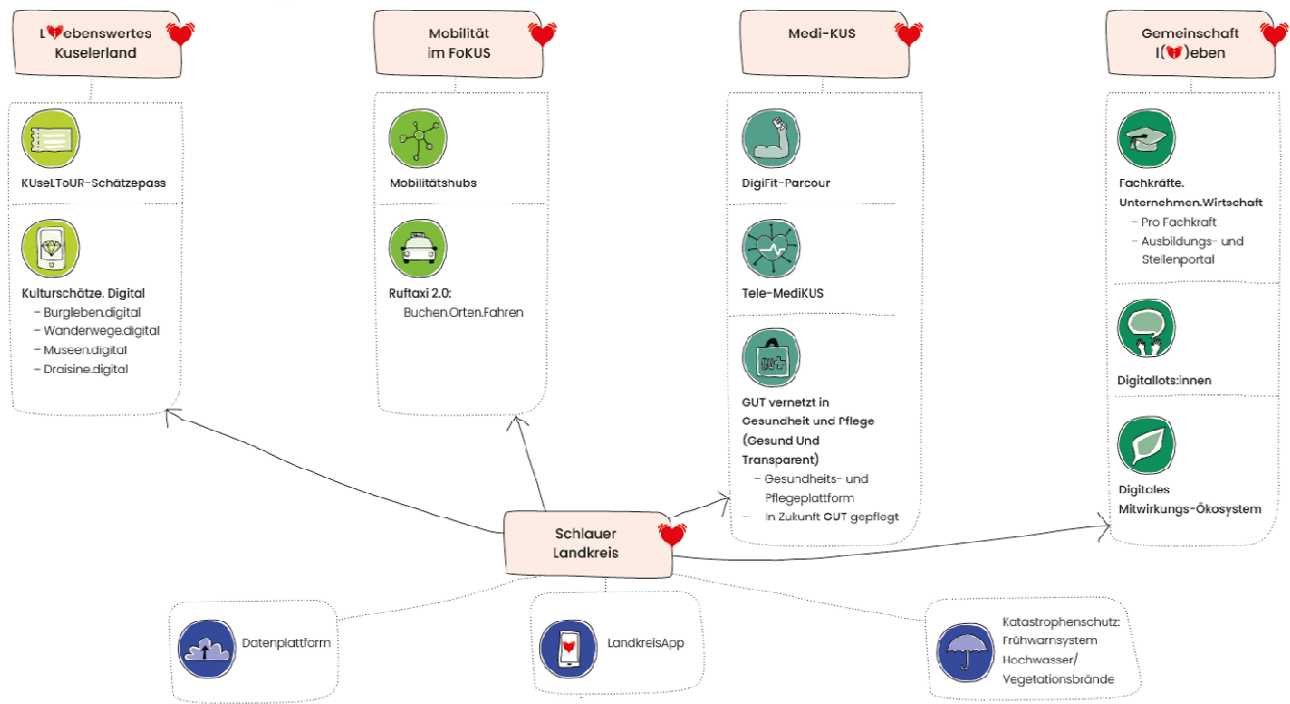 L❤ebenswertes
Kuselerland
KUseLToUR-Schätzepass
Kulturschätze. Digital
– Burgleben.digital
– Wanderwege.digital
– Museen.digital
– Draisine.digital
Mobilität
im FoKUS
Mobilitätshubs
Ruftaxi 2.0:
Buchen.Orten.Fahren
Medi-KUS
DigiFit-Parcour
Tele-MediKUS
GUT vernetzt in
Gesundheit und Pflege
(Gesund Und
Transparent)
– Gesundheits- und
Pflegeplattform
– In Zukunft GUT gepflegt
Gemeinschaft
l(❤)eben
Fachkräfte.
Unternehmen.Wirtschaft
– Pro Fachkraft
– Ausbildungs- und
Stellenportal
Digitallots:innen
Digitales
Mitwirkungs-Ökosystem
Schlauer
Landkreis
Datenplattform
LandkreisApp
Katastrophenschutz:
Frühwarnsystem
Hochwasser/
Vegetationsbrände